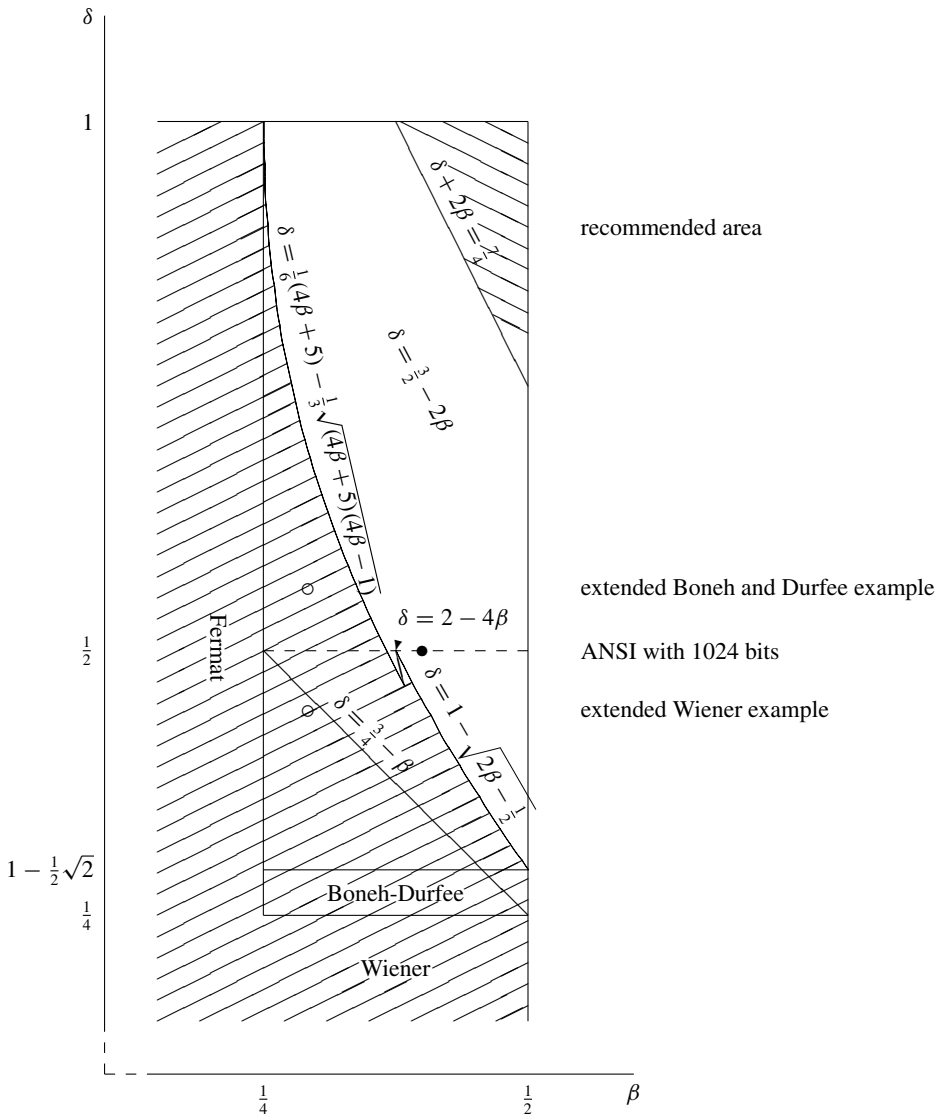 δ
1
δ + 2β = 7/4
recommended area
δ = 1/6(4β + 5) − 1/3√(4β + 5)(4β − 1)
δ = 3/2 − 2β
extended Boneh and Durfee example
δ = 2 − 4β
Fermat
1/2
ANSI with 1024 bits
δ = 1 − √2β − 1/2
δ = 3/4 − β
extended Wiener example
1 − 1/2√2
Boneh-Durfee
1/4
Wiener
1/4
1/2
β